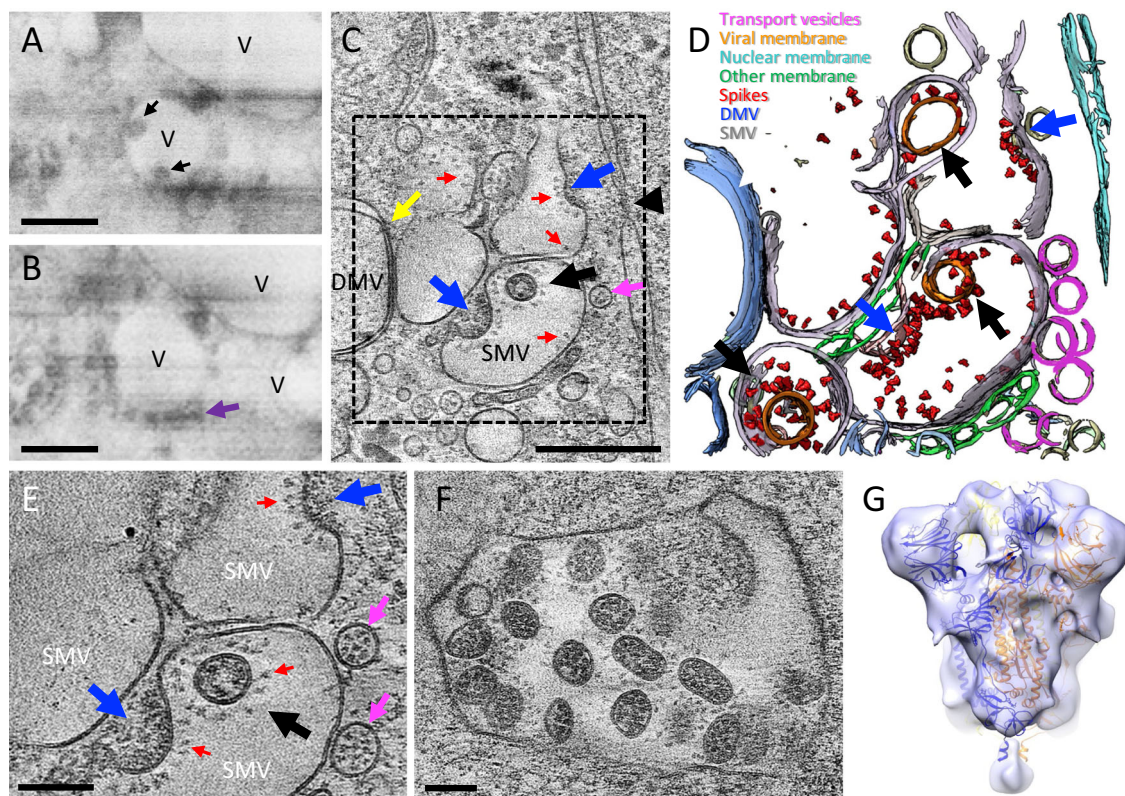 A
V
V
B
V
V
V
C
DMV
SMV
D
Transport vesicles
Viral membrane
Nuclear membrane
Other membrane
Spikes
DMV
SMV
E
SMV
SMV
SMV
F
G